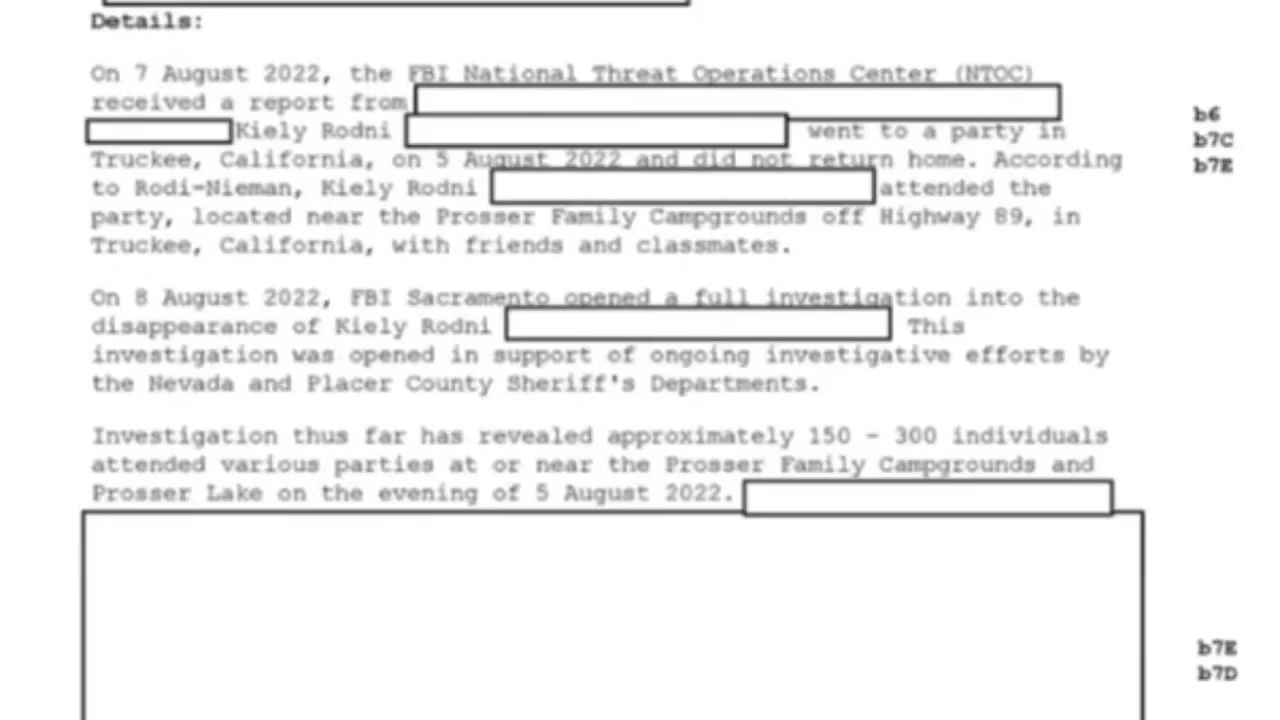 Details:
On 7 August 2022, the FBI National Threat Operations Center (NTOC)
received a report from
Kiely Rodni went to a party in
Truckee, California, on 5 August 2022 and did not return home. According
to Rodi-Nieman, Kiely Rodni attended the
party, located near the Prosser Family Campgrounds off Highway 89, in
Truckee, California, with friends and classmates.
On 8 August 2022, FBI Sacramento opened a full investigation into the
disappearance of Kiely Rodni This
investigation was opened in support of ongoing investigative efforts by
the Nevada and Placer County Sheriff's Departments.
Investigation thus far has revealed approximately 150 - 300 individuals
attended various parties at or near the Prosser Family Campgrounds and
Prosser Lake on the evening of 5 August 2022.
b6
b7C
b7E
b7E
b7D